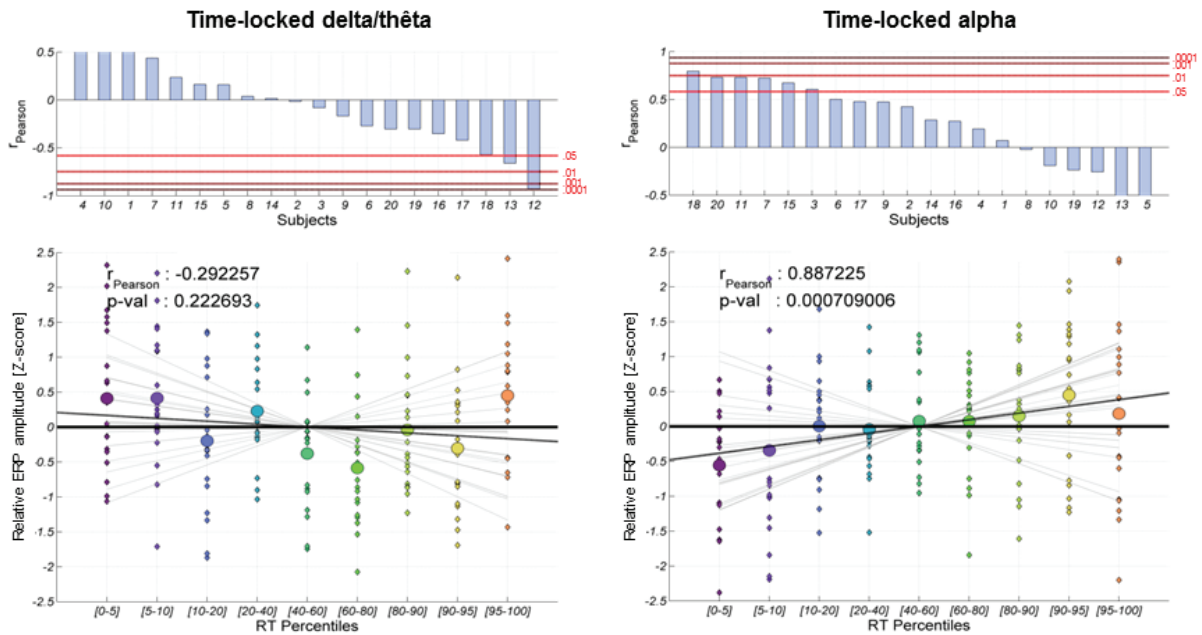 Time-locked delta/thêta
0.5
0
-0.5
-1
r Pearson
.05
.01
.001
.0001
4 10 1 7 11 15 5 8 14 2 3 9 6 20 19 16 17 18 13 12
Subjects
2.5
2
1.5
1
0.5
0
-0.5
-1
-1.5
-2
-2.5
Relative ERP amplitude [Z-score]
r Pearson : -0.292257
p-val : 0.222693
[0-5] [5-10] [10-20] [20-40] [40-60] [60-80] [80-90] [90-95] [95-100]
RT Percentiles
Time-locked alpha
1
0.5
0
-0.5
r Pearson
.0001
.001
.01
.05
18 20 11 7 15 3 6 17 9 2 14 16 4 1 8 10 19 12 13 5
Subjects
2.5
2
1.5
1
0.5
0
-0.5
-1
-1.5
-2
-2.5
Relative ERP amplitude [Z-score]
r Pearson : 0.887225
p-val : 0.000709006
[0-5] [5-10] [10-20] [20-40] [40-60] [60-80] [80-90] [90-95] [95-100]
RT Percentiles